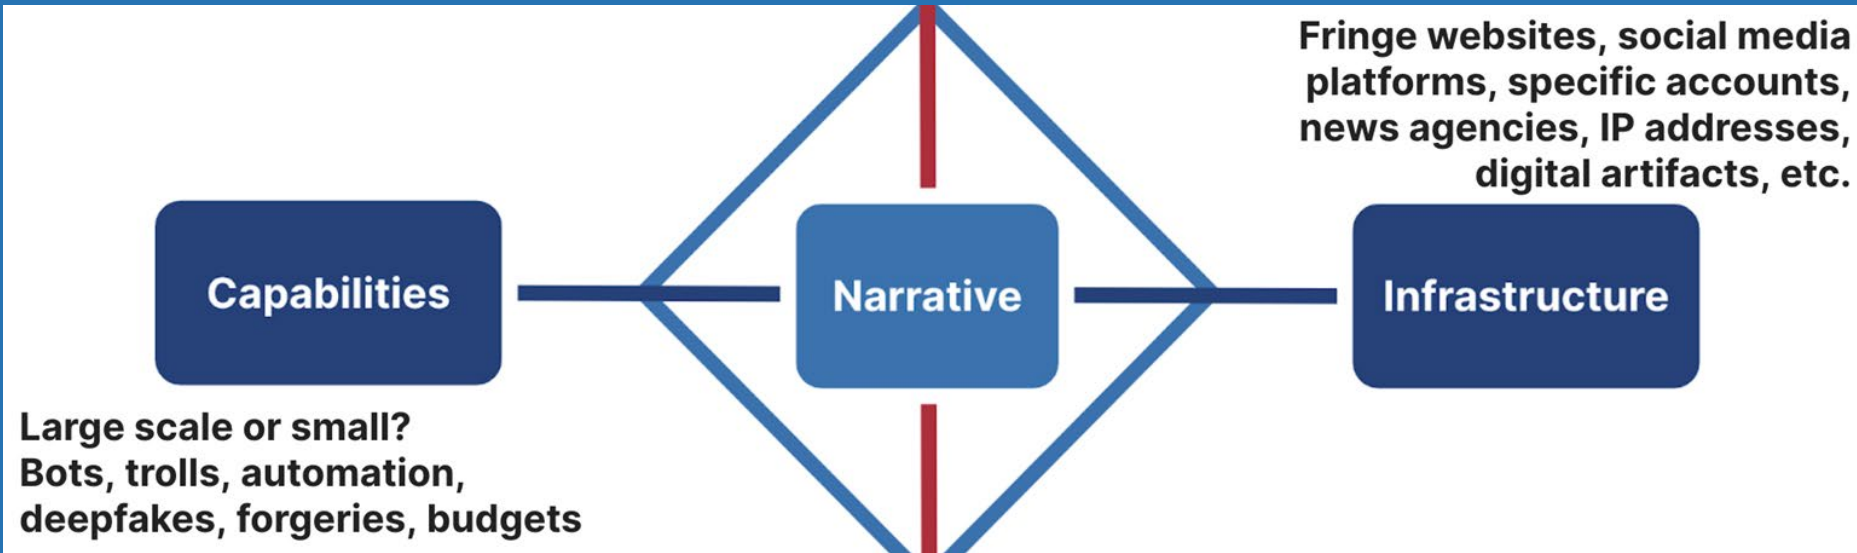 Fringe websites, social media
platforms, specific accounts,
news agencies, IP addresses,
digital artifacts, etc.
Capabilities
Narrative
Infrastructure
Large scale or small?
Bots, trolls, automation,
deepfakes, forgeries, budgets